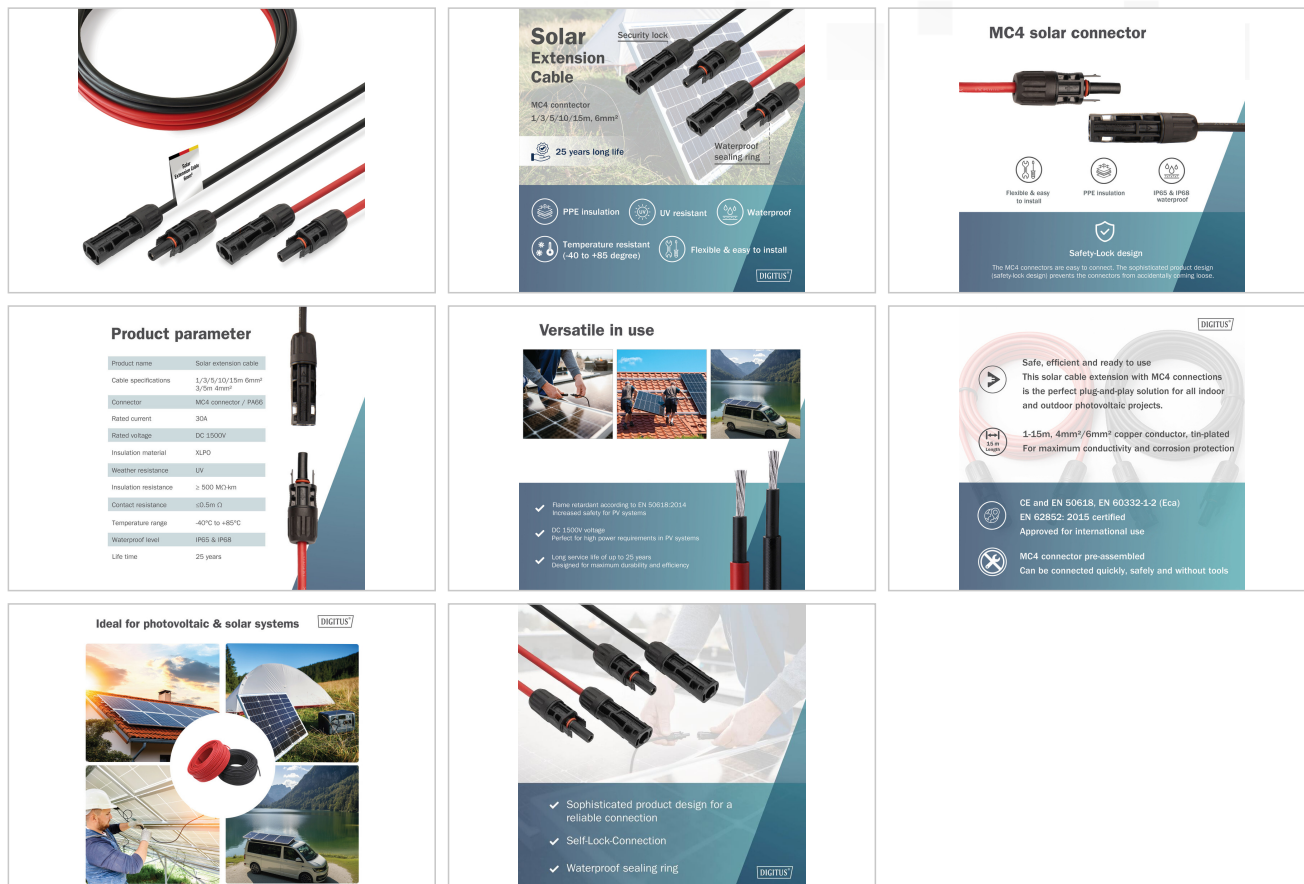 Solar
Extension Cable
6mm²
Solar
Extension
Cable
Security lock
MC4 conntector
1/3/5/10/15m, 6mm²
25 years long life
Waterproof
sealing ring
PPE insulation
UV
UV resistant
Waterproof
Temperature resistant
(-40 to +85 degree)
Flexible & easy to install
DIGITUS®
MC4 solar connector
Flexible & easy
to install
PPE insulation
IP65 & IP68
waterproof
Safety-Lock design
The MC4 connectors are easy to connect. The sophisticated product design
(safety-lock design) prevents the connectors from accidentally coming loose.
Product parameter
Product name Solar extension cable
Cable specifications 1/3/5/10/15m 6mm²
3/5m 4mm²
Connector MC4 connector / PA66
Rated current 30A
Rated voltage DC 1500V
Insulation material XLPO
Weather resistance UV
Insulation resistance ≥ 500 MΩ·km
Contact resistance ≤0.5m Ω
Temperature range -40°C to +85°C
Waterproof level IP65 & IP68
Life time 25 years
Versatile in use
Flame retardant according to EN 50618:2014
Increased safety for PV systems
DC 1500V voltage
Perfect for high power requirements in PV systems
Long service life of up to 25 years
Designed for maximum durability and efficiency
DIGITUS®
Safe, efficient and ready to use
This solar cable extension with MC4 connections
is the perfect plug-and-play solution for all indoor
and outdoor photovoltaic projects.
15 m
Length
1-15m, 4mm²/6mm² copper conductor, tin-plated
For maximum conductivity and corrosion protection
CE and EN 50618, EN 60332-1-2 (Eca)
EN 62852: 2015 certified
Approved for international use
MC4 connector pre-assembled
Can be connected quickly, safely and without tools
Ideal for photovoltaic & solar systems
DIGITUS®
Sophisticated product design for a
reliable connection
Self-Lock-Connection
Waterproof sealing ring
DIGITUS®